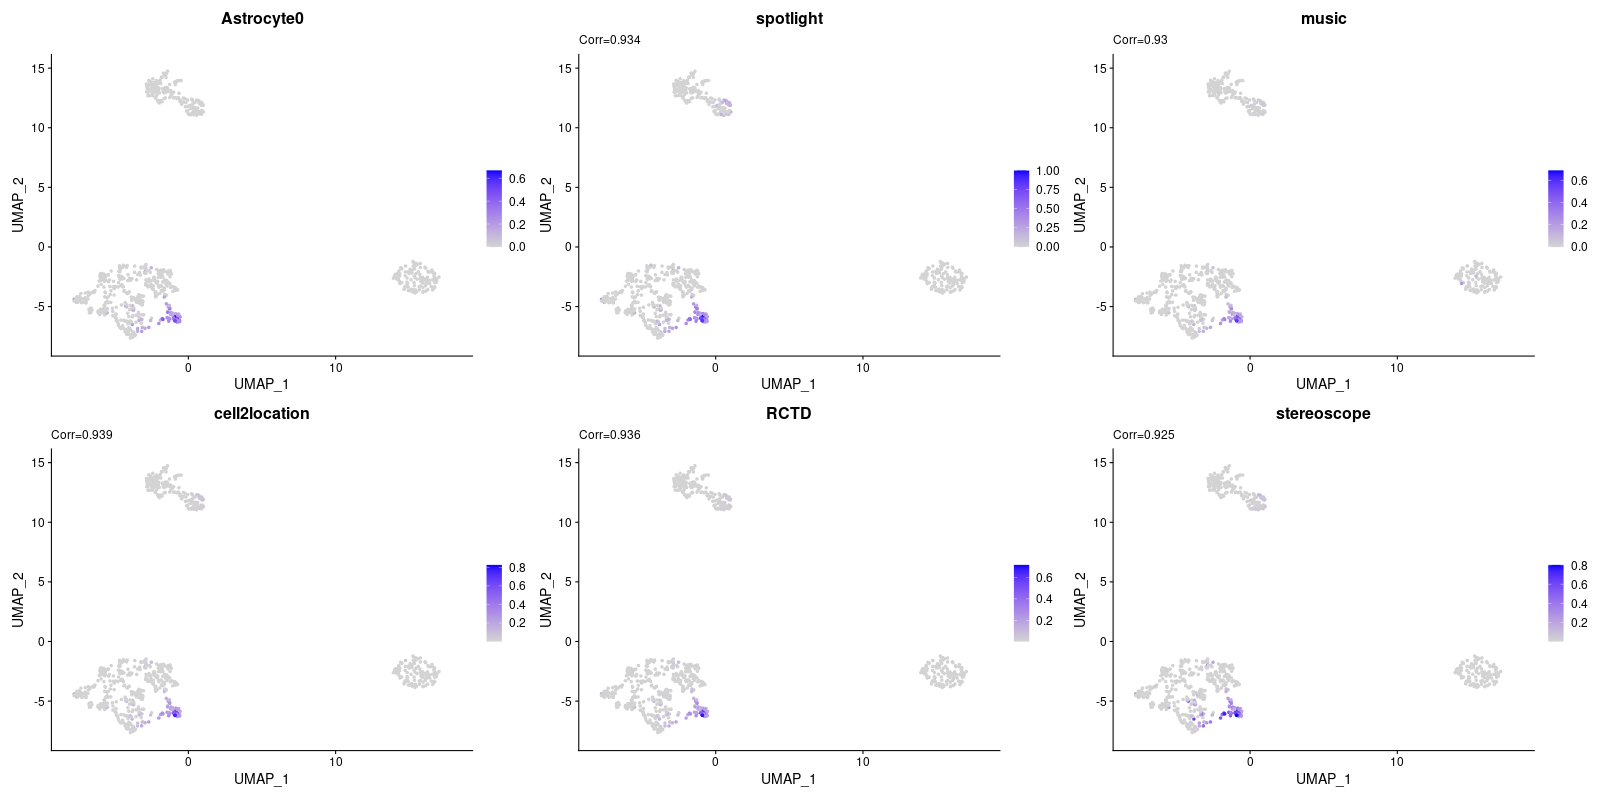 Astrocyte0
15
10
5
0
-5
UMAP_2
0
10
UMAP_1
0.6
0.4
0.2
0.0
spotlight
Corr=0.934
15
10
5
0
-5
UMAP_2
0
10
UMAP_1
1.00
0.75
0.50
0.25
0.00
music
Corr=0.93
15
10
5
0
-5
UMAP_2
0
10
UMAP_1
0.6
0.4
0.2
0.0
cell2location
Corr=0.939
15
10
5
0
-5
UMAP_2
0
10
UMAP_1
0.8
0.6
0.4
0.2
RCTD
Corr=0.936
15
10
5
0
-5
UMAP_2
0
10
UMAP_1
0.6
0.4
0.2
stereoscope
Corr=0.925
15
10
5
0
-5
UMAP_2
0
10
UMAP_1
0.8
0.6
0.4
0.2